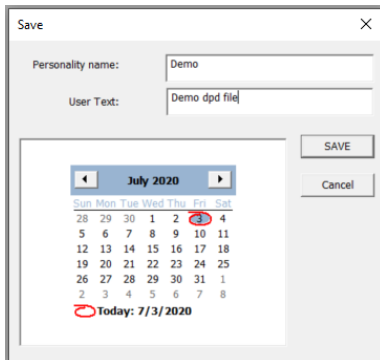 Save
Personality name: Demo
User Text: Demo dpd file
SAVE
Cancel
July 2020
Sun Mon Tue Wed Thu Fri Sat
28 29 30 1 2 3 4
5 6 7 8 9 10 11
12 13 14 15 16 17 18
19 20 21 22 23 24 25
26 27 28 29 30 31 1
2 3 4 5 6 7 8
Today: 7/3/2020